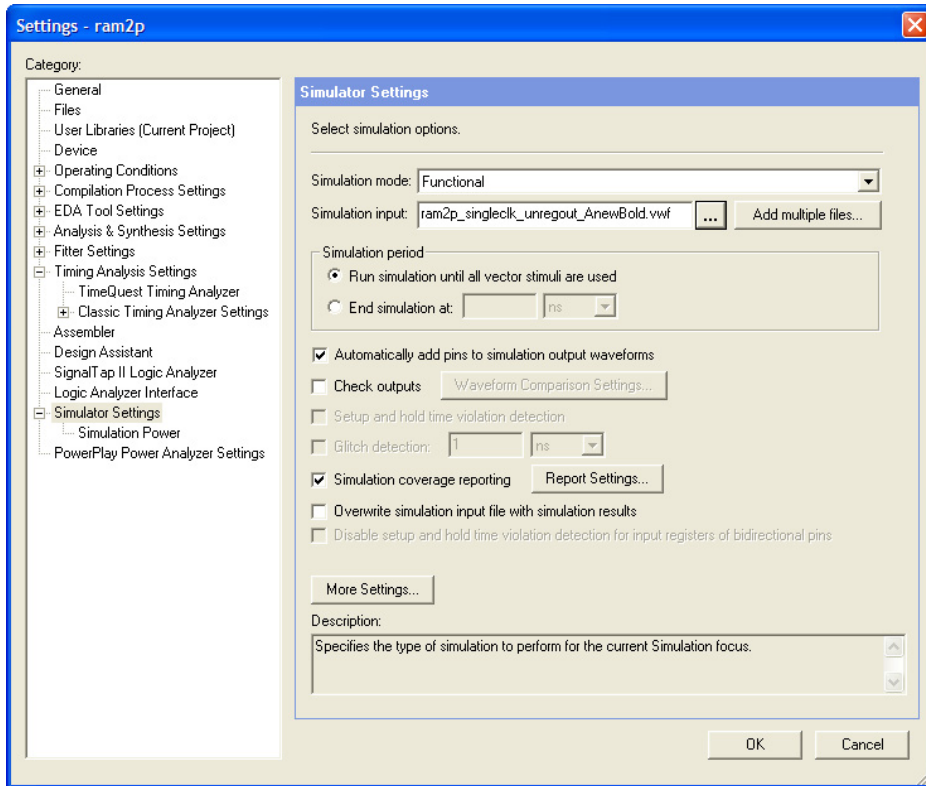 Settings - ram2p
Category:
General
Files
User Libraries (Current Project)
Device
Operating Conditions
Compilation Process Settings
EDA Tool Settings
Analysis & Synthesis Settings
Fitter Settings
Timing Analysis Settings
TimeQuest Timing Analyzer
Classic Timing Analyzer Settings
Assembler
Design Assistant
SignalTap II Logic Analyzer
Logic Analyzer Interface
Simulator Settings
Simulation Power
PowerPlay Power Analyzer Settings
Simulator Settings
Select simulation options.
Simulation mode: Functional
Simulation input: ram2p_singleclk_unregout_AnewBold.vwf ... Add multiple files...
Simulation period
Run simulation until all vector stimuli are used
End simulation at: ns
Automatically add pins to simulation output waveforms
Check outputs Waveform Comparison Settings...
Setup and hold time violation detection
Glitch detection: 1 ns
Simulation coverage reporting Report Settings...
Overwrite simulation input file with simulation results
Disable setup and hold time violation detection for input registers of bidirectional pins
More Settings...
Description:
Specifies the type of simulation to perform for the current Simulation focus.
OK Cancel